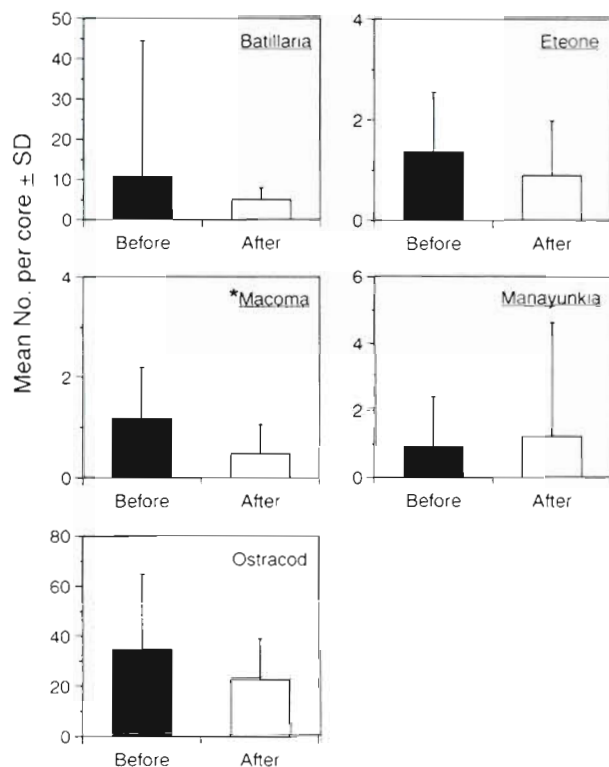 Mean No. per core ± SD
Batillaria
50
40
30
20
10
0
Before After
Eteone
4
2
0
Before After
*Macoma
4
2
0
Before After
Manayunkia
6
4
2
0
Before After
Ostracod
80
60
40
20
0
Before After